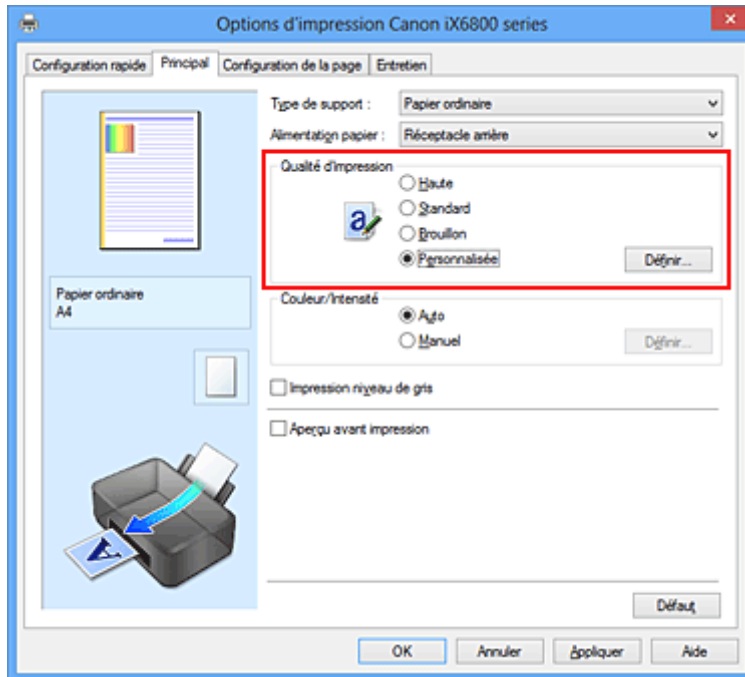 Options d'impression Canon iX6800 series
Configuration rapide Principal Configuration de la page Entretien
Type de support : Papier ordinaire
Alimentation papier : Réceptacle arrière
Qualité d'impression
Haute
Standard
Brouillon
Personnalisée Définir...
Papier ordinaire
A4
Couleur/Intensité
Auto
Manuel Définir...
Impression niveau de gris
Aperçu avant impression
Défaut
OK Annuler Appliquer Aide